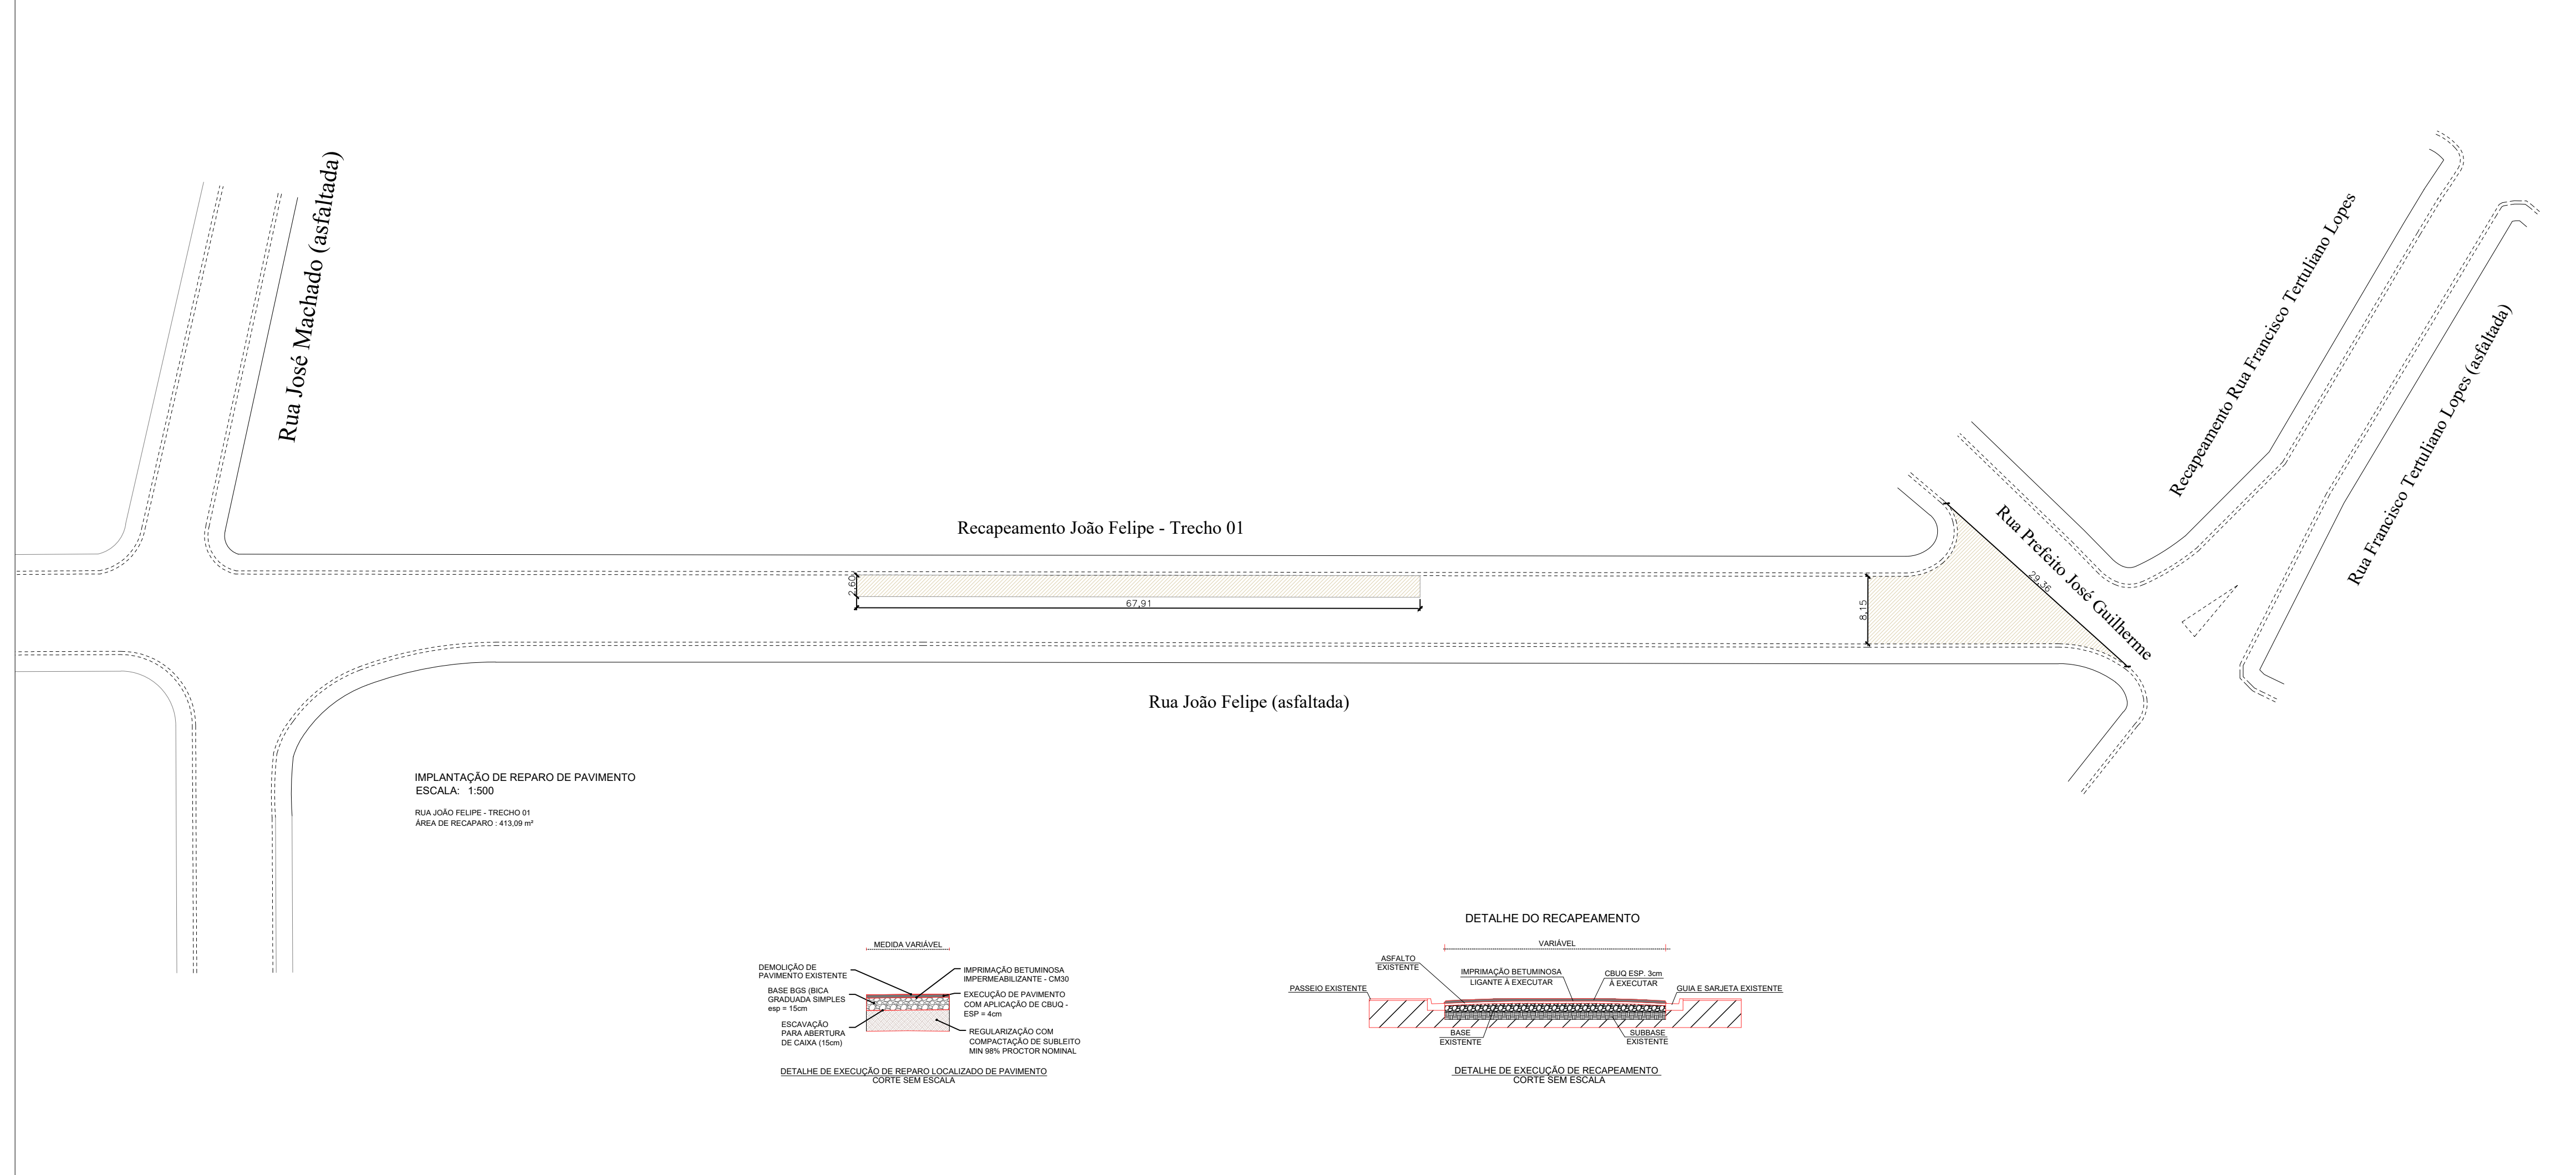 Rua José Machado (asfaltada)
Recapeamento Rua Francisco Tertuliano Lopes
Rua Francisco Tertuliano Lopes (asfaltada)
Recapeamento João Felipe - Trecho 01
Rua Prefeito José Guilherme
29,36
2,60
67,91
8,15
Rua João Felipe (asfaltada)
IMPLANTAÇÃO DE REPARO DE PAVIMENTO
ESCALA: 1:500
RUA JOÃO FELIPE - TRECHO 01
ÁREA DE RECAPARO : 413,09 m²
MEDIDA VARIÁVEL
DEMOLIÇÃO DE
PAVIMENTO EXISTENTE
BASE BGS (BICA
GRADUADA SIMPLES
esp = 15cm
ESCAVAÇÃO
PARA ABERTURA
DE CAIXA (15cm)
IMPRIMAÇÃO BETUMINOSA
IMPERMEABILIZANTE - CM30
EXECUÇÃO DE PAVIMENTO
COM APLICAÇÃO DE CBUQ -
ESP = 4cm
REGULARIZAÇÃO COM
COMPACTAÇÃO DE SUBLEITO
MIN 98% PROCTOR NOMINAL
DETALHE DE EXECUÇÃO DE REPARO LOCALIZADO DE PAVIMENTO
CORTE SEM ESCALA
DETALHE DO RECAPEAMENTO
VARIÁVEL
ASFALTO
EXISTENTE
IMPRIMAÇÃO BETUMINOSA
LIGANTE À EXECUTAR
CBUQ ESP. 3cm
À EXECUTAR
PASSEIO EXISTENTE
GUIA E SARJETA EXISTENTE
BASE
EXISTENTE
SUBBASE
EXISTENTE
DETALHE DE EXECUÇÃO DE RECAPEAMENTO
CORTE SEM ESCALA